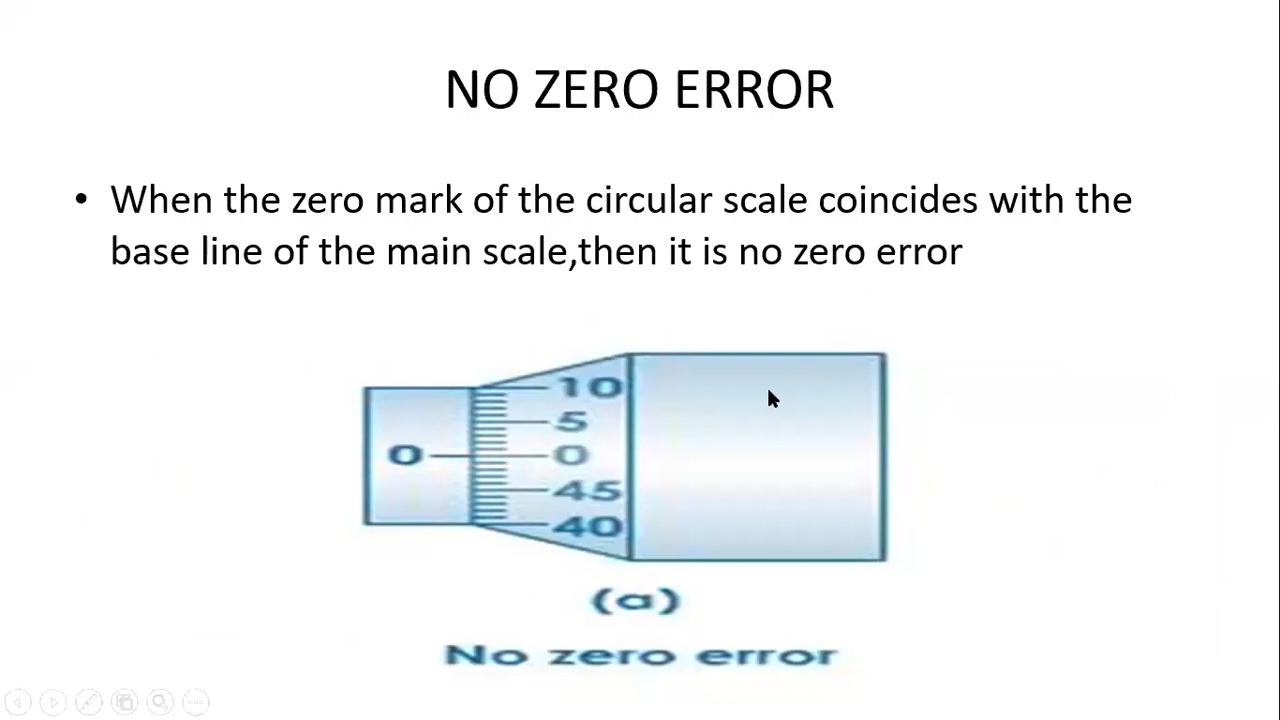 NO ZERO ERROR
• When the zero mark of the circular scale coincides with the
base line of the main scale,then it is no zero error
10
5
0 0
45
40
(a)
No zero error